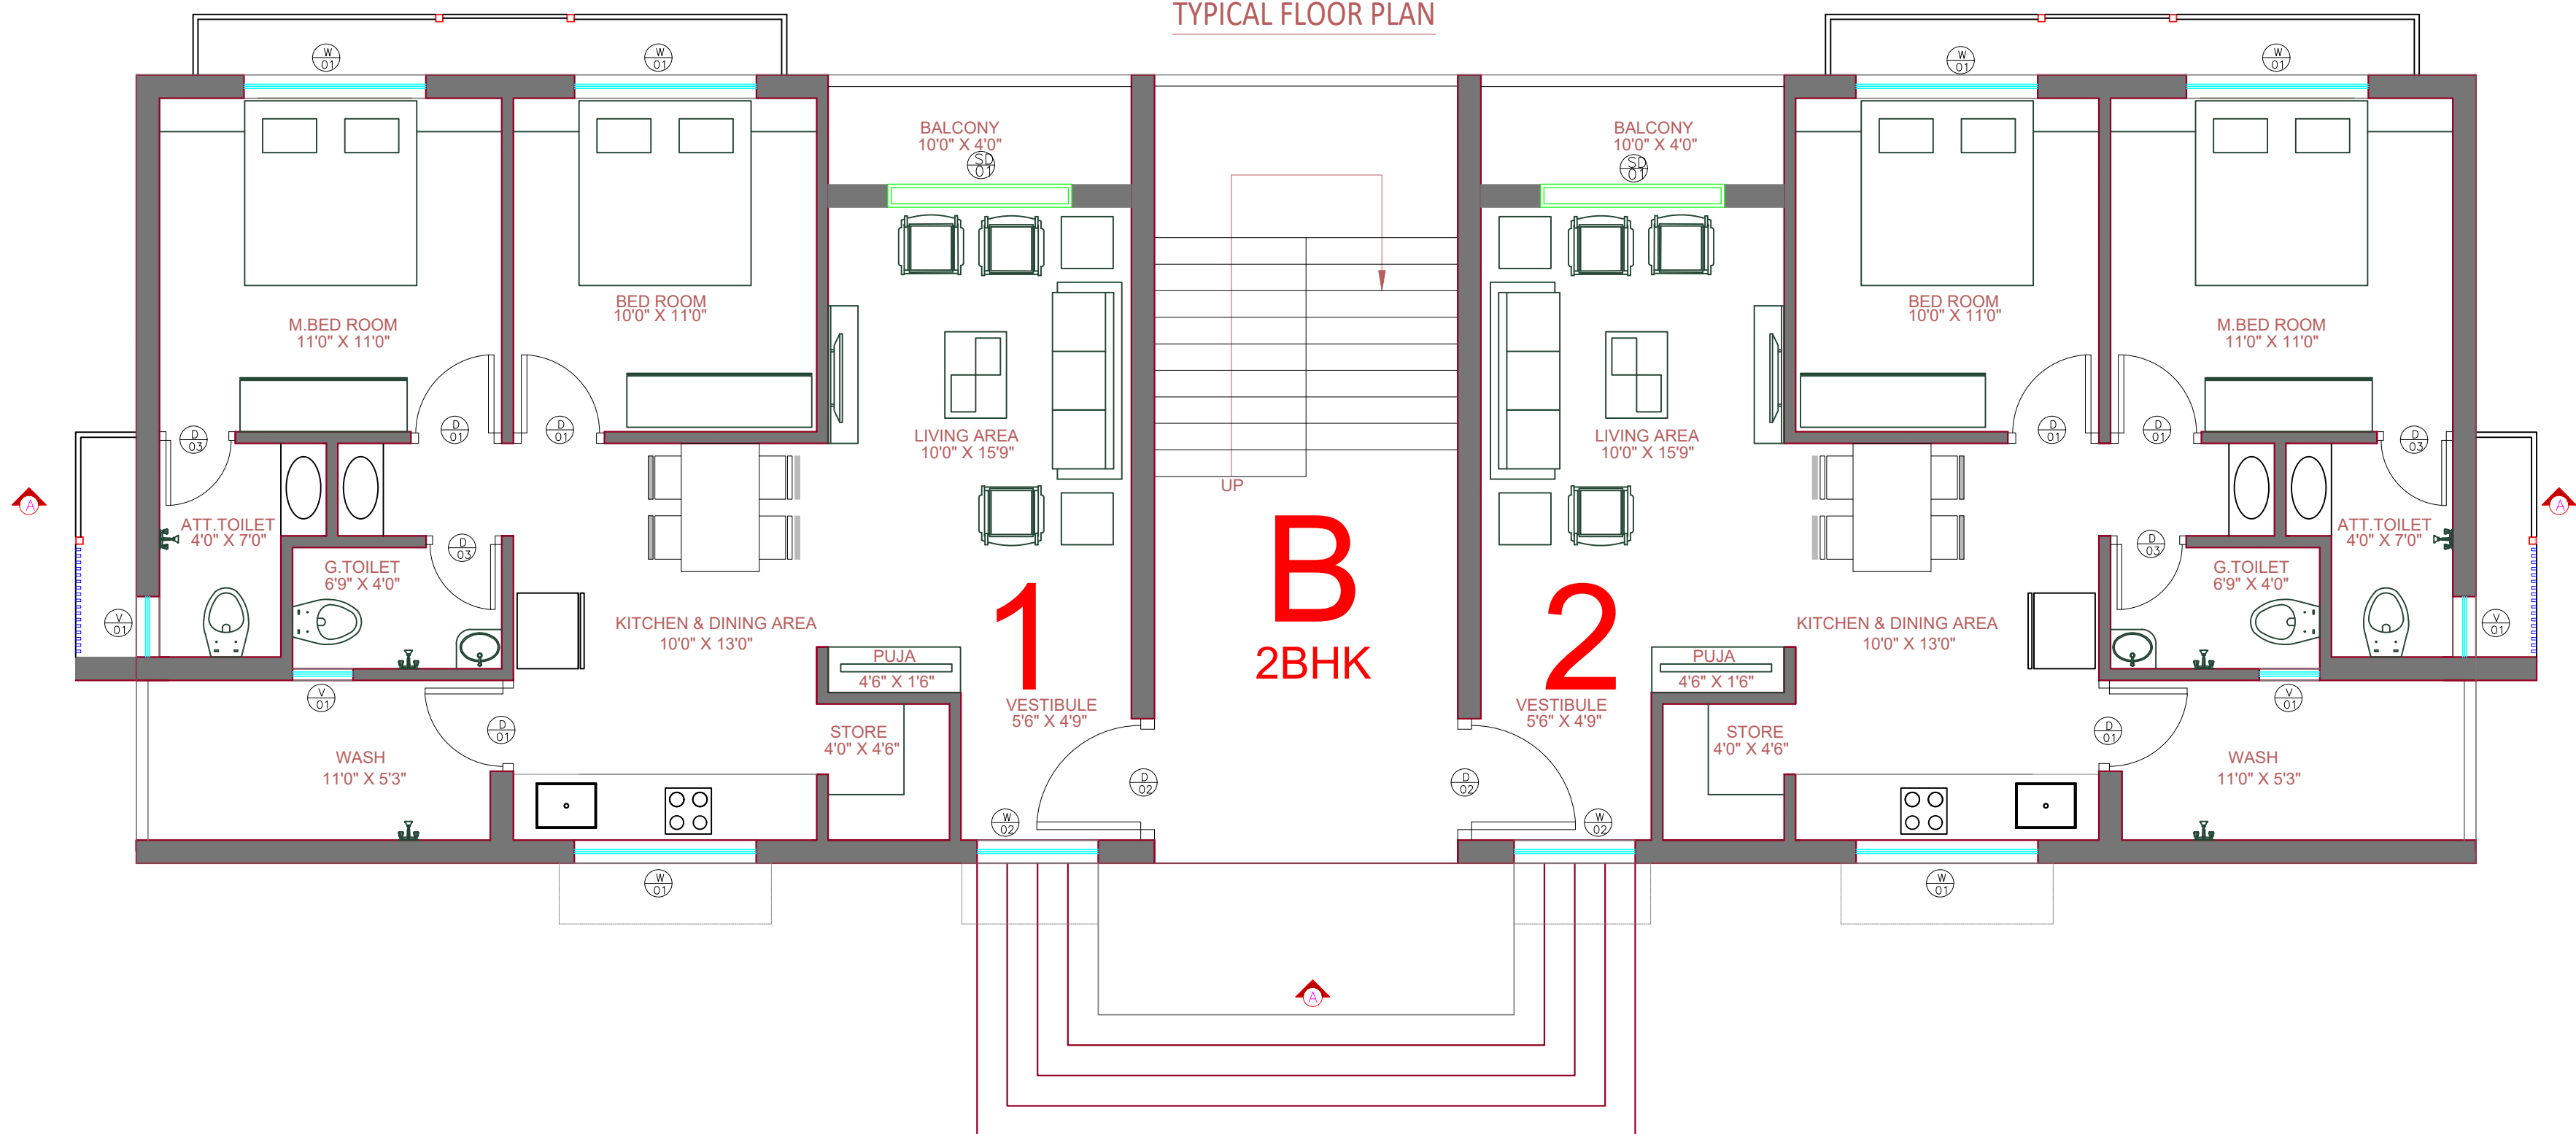 TYPICAL FLOOR PLAN
W
01
W
01
W
01
W
01
BALCONY
10'0" X 4'0"
SD
01
BALCONY
10'0" X 4'0"
SD
01
M.BED ROOM
11'0" X 11'0"
BED ROOM
10'0" X 11'0"
BED ROOM
10'0" X 11'0"
M.BED ROOM
11'0" X 11'0"
D
03
D
01
D
01
LIVING AREA
10'0" X 15'9"
LIVING AREA
10'0" X 15'9"
D
01
D
01
D
03
UP
A
A
ATT.TOILET
4'0" X 7'0"
D
03
G.TOILET
6'9" X 4'0"
B
2BHK
1
2
D
03
G.TOILET
6'9" X 4'0"
ATT.TOILET
4'0" X 7'0"
V
01
KITCHEN & DINING AREA
10'0" X 13'0"
KITCHEN & DINING AREA
10'0" X 13'0"
V
01
PUJA
4'6" X 1'6"
PUJA
4'6" X 1'6"
V
01
VESTIBULE
5'6" X 4'9"
VESTIBULE
5'6" X 4'9"
V
01
D
01
STORE
4'0" X 4'6"
STORE
4'0" X 4'6"
D
01
WASH
11'0" X 5'3"
WASH
11'0" X 5'3"
D
02
D
02
W
02
W
02
W
01
W
01
A